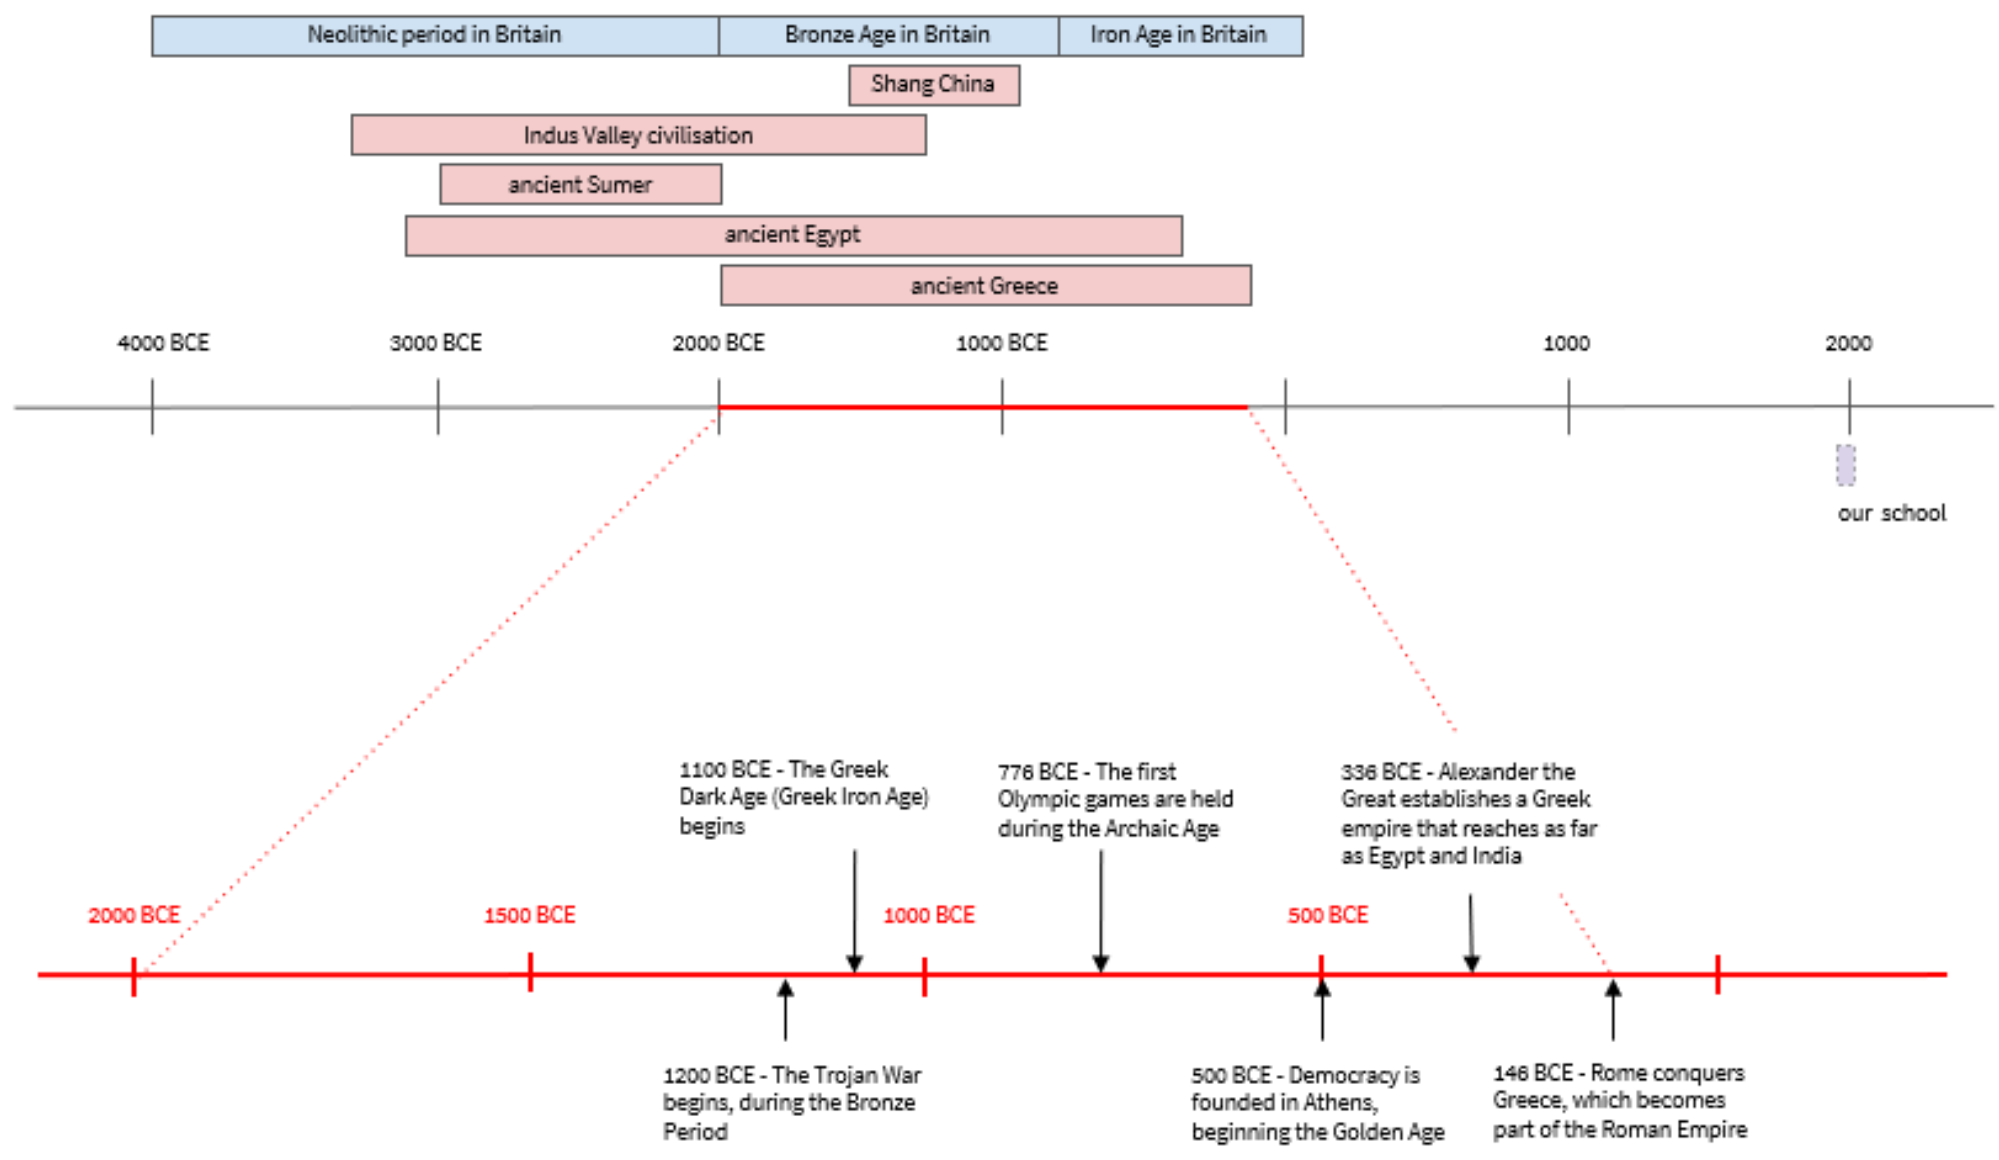 Neolithic period in Britain
Bronze Age in Britain
Iron Age in Britain
Shang China
Indus Valley civilisation
ancient Sumer
ancient Egypt
ancient Greece
4000 BCE
3000 BCE
2000 BCE
1000 BCE
1000
2000
our school
1100 BCE - The Greek
Dark Age (Greek Iron Age)
begins
776 BCE - The first
Olympic games are held
during the Archaic Age
336 BCE - Alexander the
Great establishes a Greek
empire that reaches as far
as Egypt and India
2000 BCE
1500 BCE
1000 BCE
500 BCE
1200 BCE - The Trojan War
begins, during the Bronze
Period
500 BCE - Democracy is
founded in Athens,
beginning the Golden Age
146 BCE - Rome conquers
Greece, which becomes
part of the Roman Empire